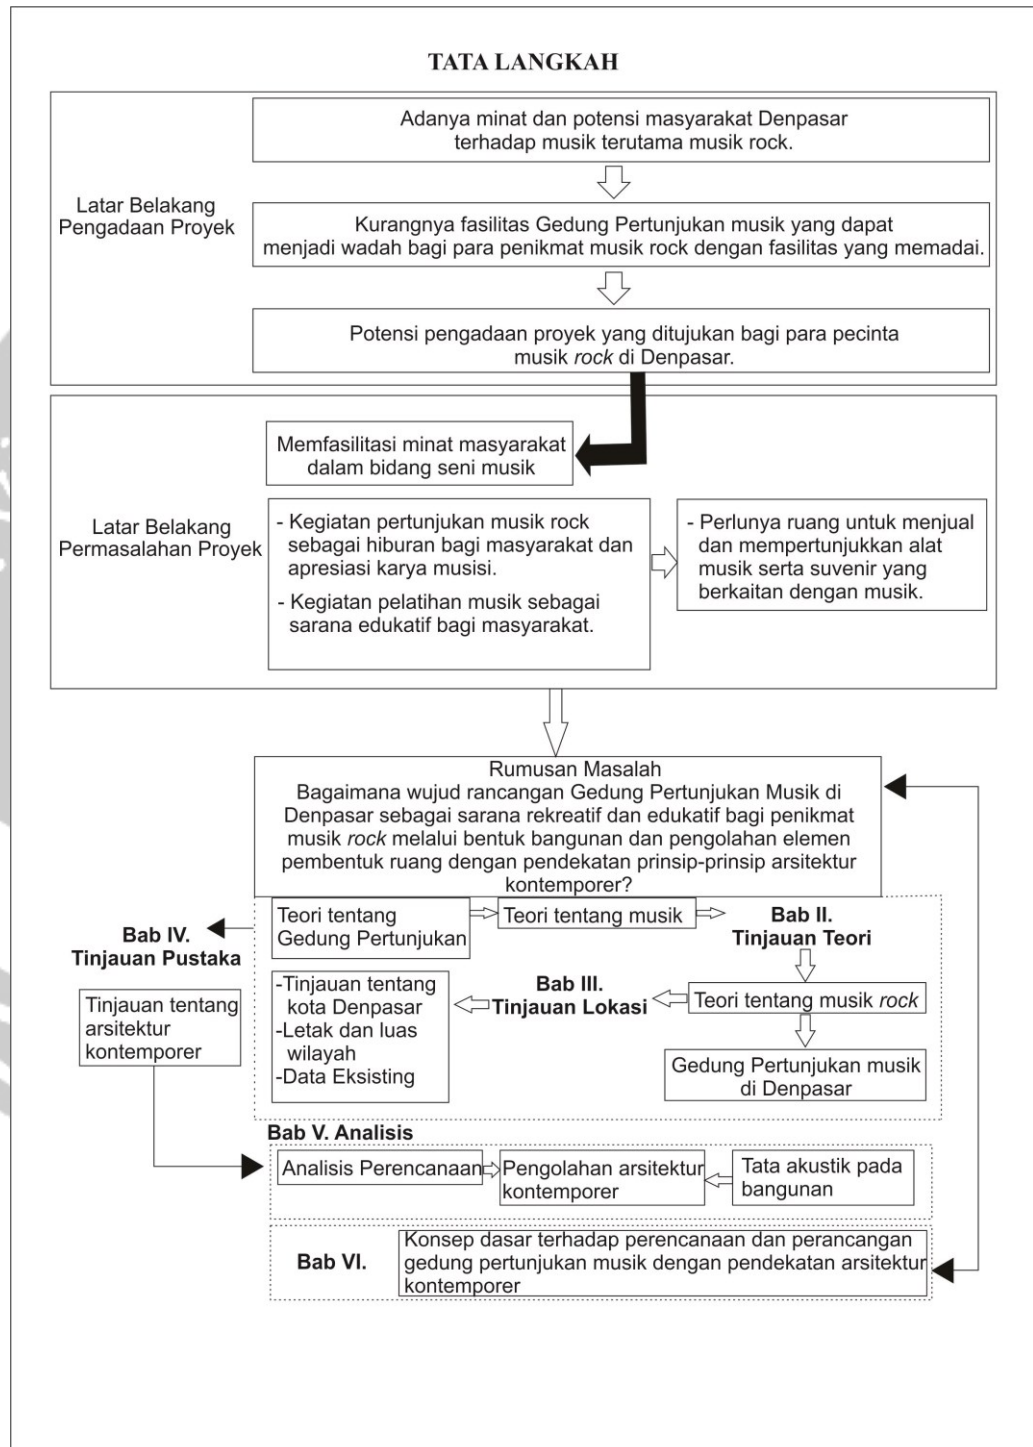 TATA LANGKAH
Latar Belakang
Pengadaan Proyek
Adanya minat dan potensi masyarakat Denpasar
terhadap musik terutama musik rock.
Kurangnya fasilitas Gedung Pertunjukan musik yang dapat
menjadi wadah bagi para penikmat musik rock dengan fasilitas yang memadai.
Potensi pengadaan proyek yang ditujukan bagi para pecinta
musik rock di Denpasar.
Latar Belakang
Permasalahan Proyek
Memfasilitasi minat masyarakat
dalam bidang seni musik
- Kegiatan pertunjukan musik rock
sebagai hiburan bagi masyarakat dan
apresiasi karya musisi.
- Kegiatan pelatihan musik sebagai
sarana edukatif bagi masyarakat.
- Perlunya ruang untuk menjual
dan mempertunjukkan alat
musik serta suvenir yang
berkaitan dengan musik.
Rumusan Masalah
Bagaimana wujud rancangan Gedung Pertunjukan Musik di
Denpasar sebagai sarana rekreatif dan edukatif bagi penikmat
musik rock melalui bentuk bangunan dan pengolahan elemen
pembentuk ruang dengan pendekatan prinsip-prinsip arsitektur
kontemporer?
Teori tentang
Gedung Pertunjukan
Teori tentang musik
Bab II.
Tinjauan Teori
Teori tentang musik rock
Gedung Pertunjukan musik
di Denpasar
Bab III.
Tinjauan Lokasi
-Tinjauan tentang
kota Denpasar
-Letak dan luas
wilayah
-Data Eksisting
Bab IV.
Tinjauan Pustaka
Tinjauan tentang
arsitektur
kontemporer
Bab V. Analisis
Analisis Perencanaan
Pengolahan arsitektur
kontemporer
Tata akustik pada
bangunan
Bab VI.
Konsep dasar terhadap perencanaan dan perancangan
gedung pertunjukan musik dengan pendekatan arsitektur
kontemporer